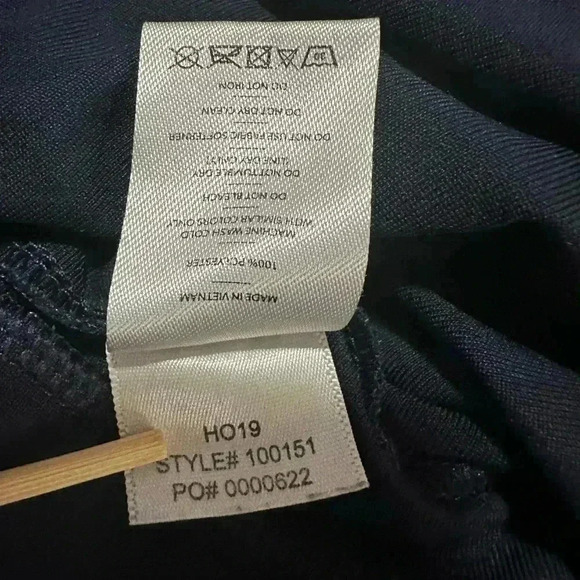 MADE IN VIETNAM
100% POLYESTER
MACHINE WASH COLD
WITH SIMILAR COLORS ONLY
DO NOT BLEACH
DO NOT TUMBLE DRY
(LINE DRY ONLY)
DO NOT USE FABRIC SOFTENER
DO NOT DRY CLEAN
DO NOT IRON
30
HO19
STYLE# 100151
PO# 0000622